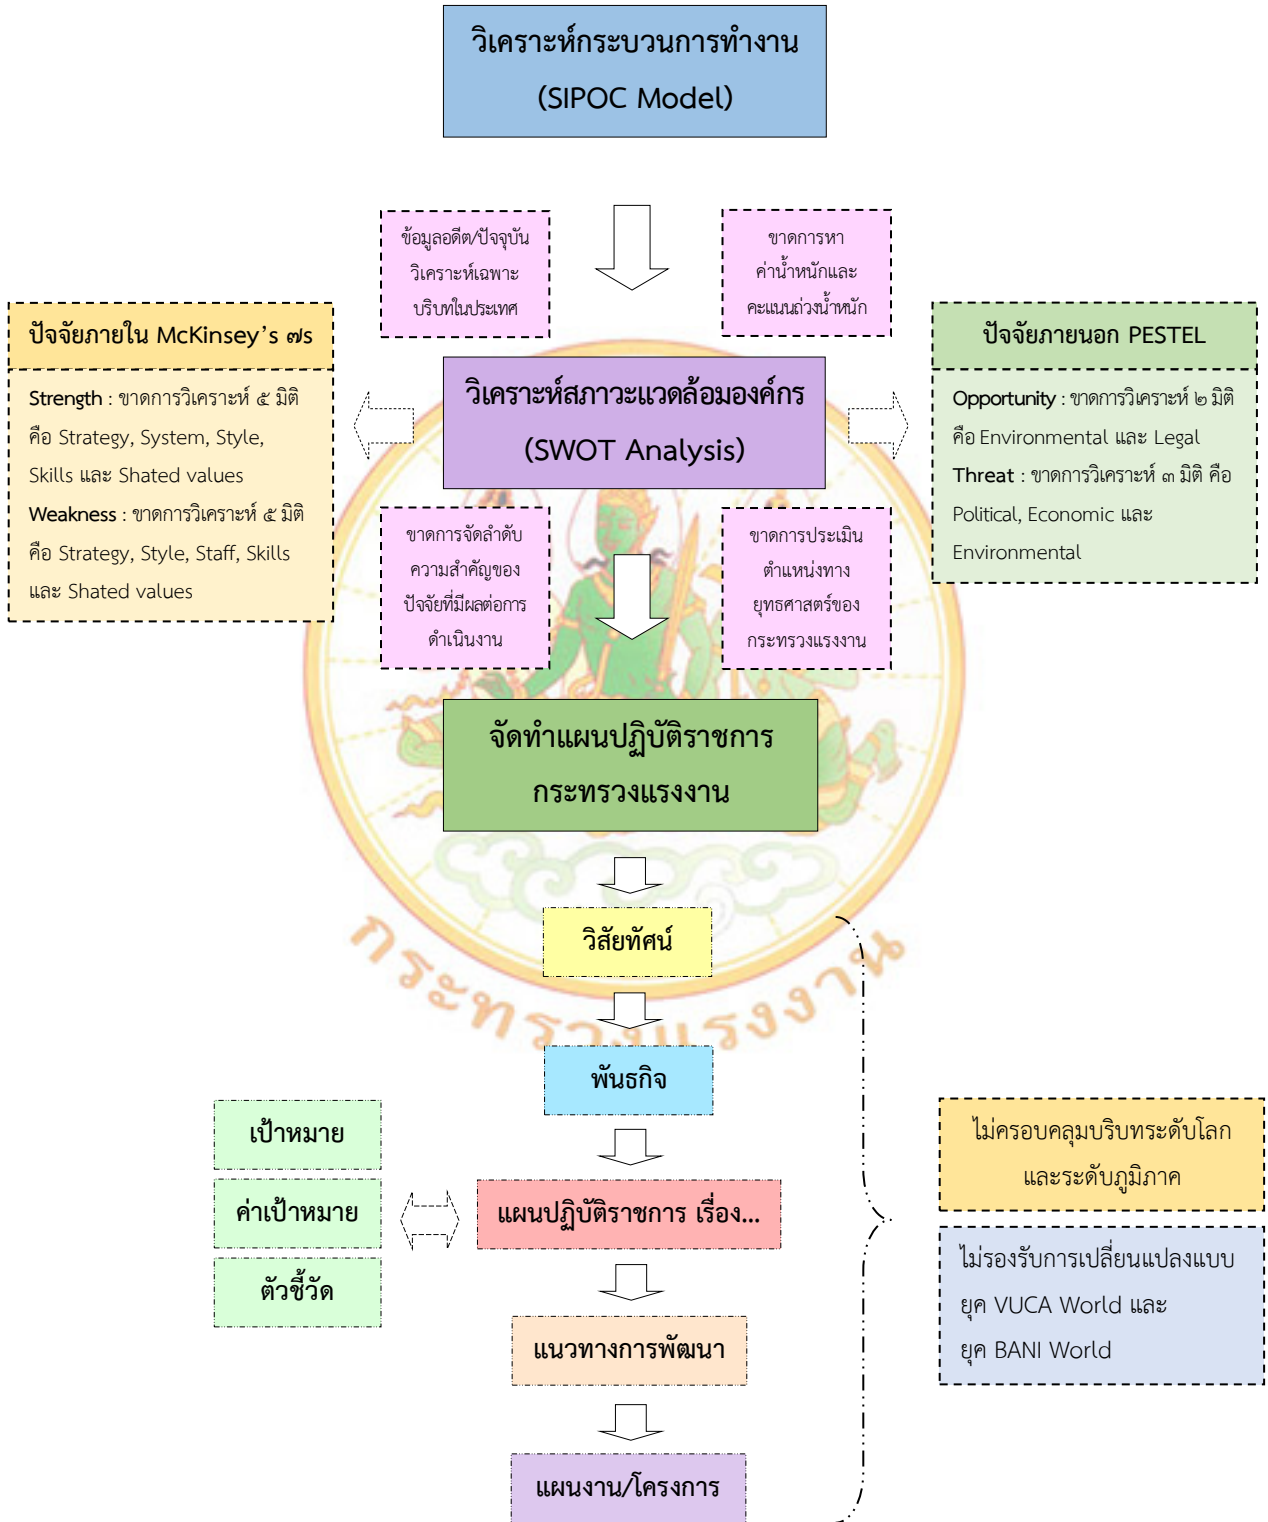 วิเคราะห์กระบวนการทำงาน
(SIPOC Model)
ข้อมูลอดีต/ปัจจุบัน
วิเคราะห์เฉพาะ
บริบทในประเทศ
ขาดการหา
ค่าน้ำหนักและ
คะแนนถ่วงน้ำหนัก
ปัจจัยภายใน McKinsey's ๗s
Strength : ขาดการวิเคราะห์ ๕ มิติ
คือ Strategy, System, Style,
Skills และ Shated values
Weakness : ขาดการวิเคราะห์ ๕ มิติ
คือ Strategy, Style, Staff, Skills
และ Shated values
วิเคราะห์สภาวะแวดล้อมองค์กร
(SWOT Analysis)
ปัจจัยภายนอก PESTEL
Opportunity : ขาดการวิเคราะห์ ๒ มิติ
คือ Environmental และ Legal
Threat : ขาดการวิเคราะห์ ๓ มิติ คือ
Political, Economic และ
Environmental
ขาดการจัดลำดับ
ความสำคัญของ
ปัจจัยที่มีผลต่อการ
ดำเนินงาน
ขาดการประเมิน
ตำแหน่งทาง
ยุทธศาสตร์ของ
กระทรวงแรงงาน
จัดทำแผนปฏิบัติราชการ
กระทรวงแรงงาน
วิสัยทัศน์
กระทรวงแรงงาน
พันธกิจ
เป้าหมาย
ค่าเป้าหมาย
ตัวชี้วัด
แผนปฏิบัติราชการ เรื่อง...
แนวทางการพัฒนา
แผนงาน/โครงการ
ไม่ครอบคลุมบริบทระดับโลก
และระดับภูมิภาค
ไม่รองรับการเปลี่ยนแปลงแบบ
ยุค VUCA World และ
ยุค BANI World